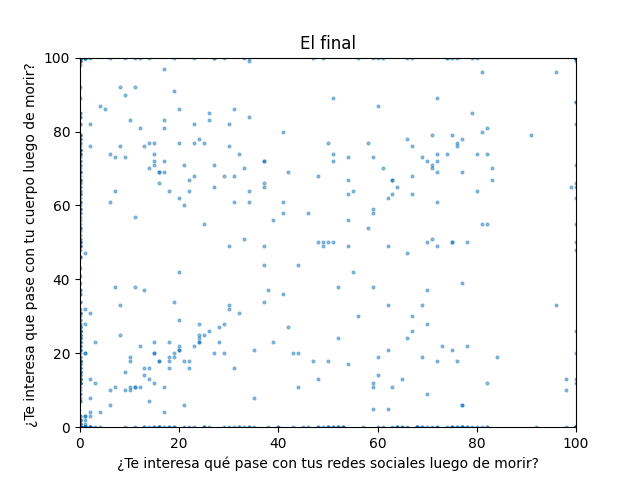 El final
¿Te interesa que pase con tu cuerpo luego de morir?
100
80
60
40
20
0
0 20 40 60 80 100
¿Te interesa qué pase con tus redes sociales luego de morir?